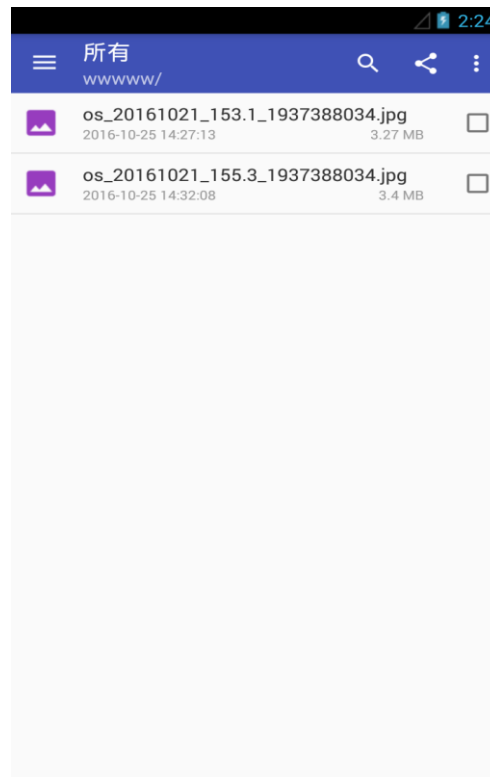 2:24
所有
wwwww/
os_20161021_153.1_1937388034.jpg
2016-10-25 14:27:13 3.27 MB
os_20161021_155.3_1937388034.jpg
2016-10-25 14:32:08 3.4 MB